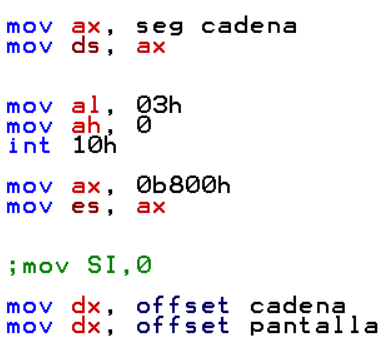 mov ax, seg cadena
mov ds, ax
mov al, 03h
mov ah, 0
int 10h
mov ax, 0b800h
mov es, ax
;mov SI,0
mov dx, offset cadena
mov dx, offset pantalla